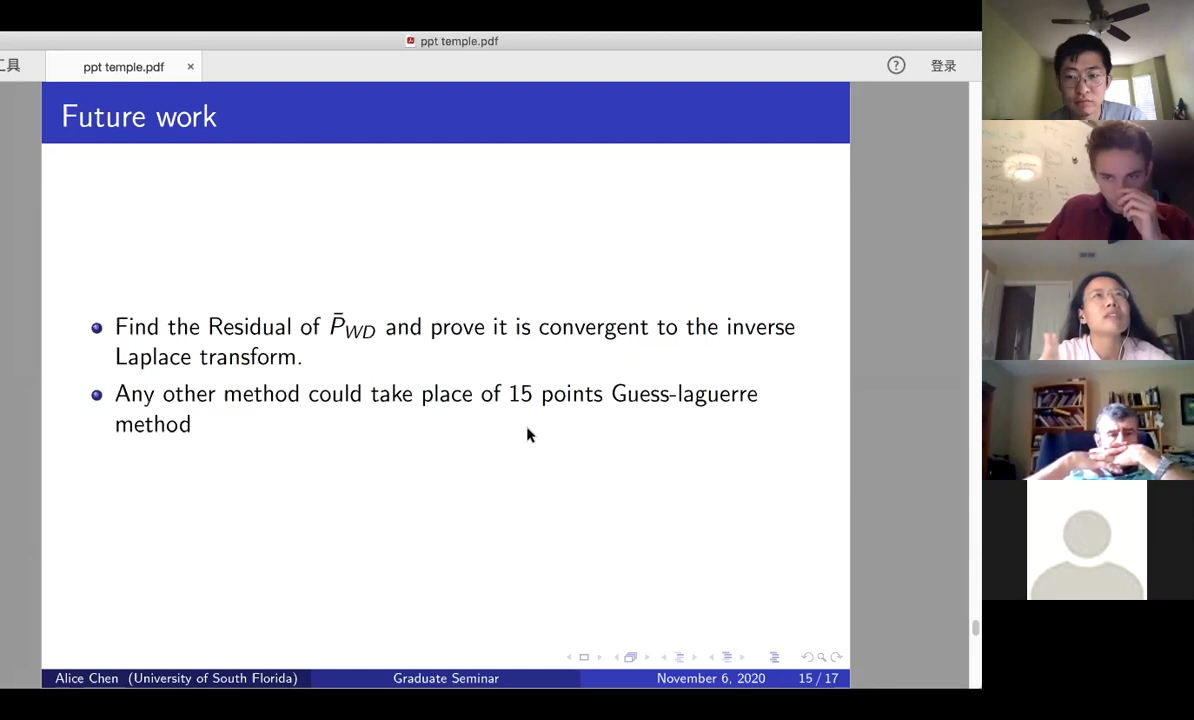 ppt temple.pdf
工具
ppt temple.pdf ×
? 登录
Future work
Find the Residual of P̄_WD and prove it is convergent to the inverse
Laplace transform.
Any other method could take place of 15 points Guess-laguerre
method
Alice Chen (University of South Florida) Graduate Seminar November 6, 2020 15 / 17